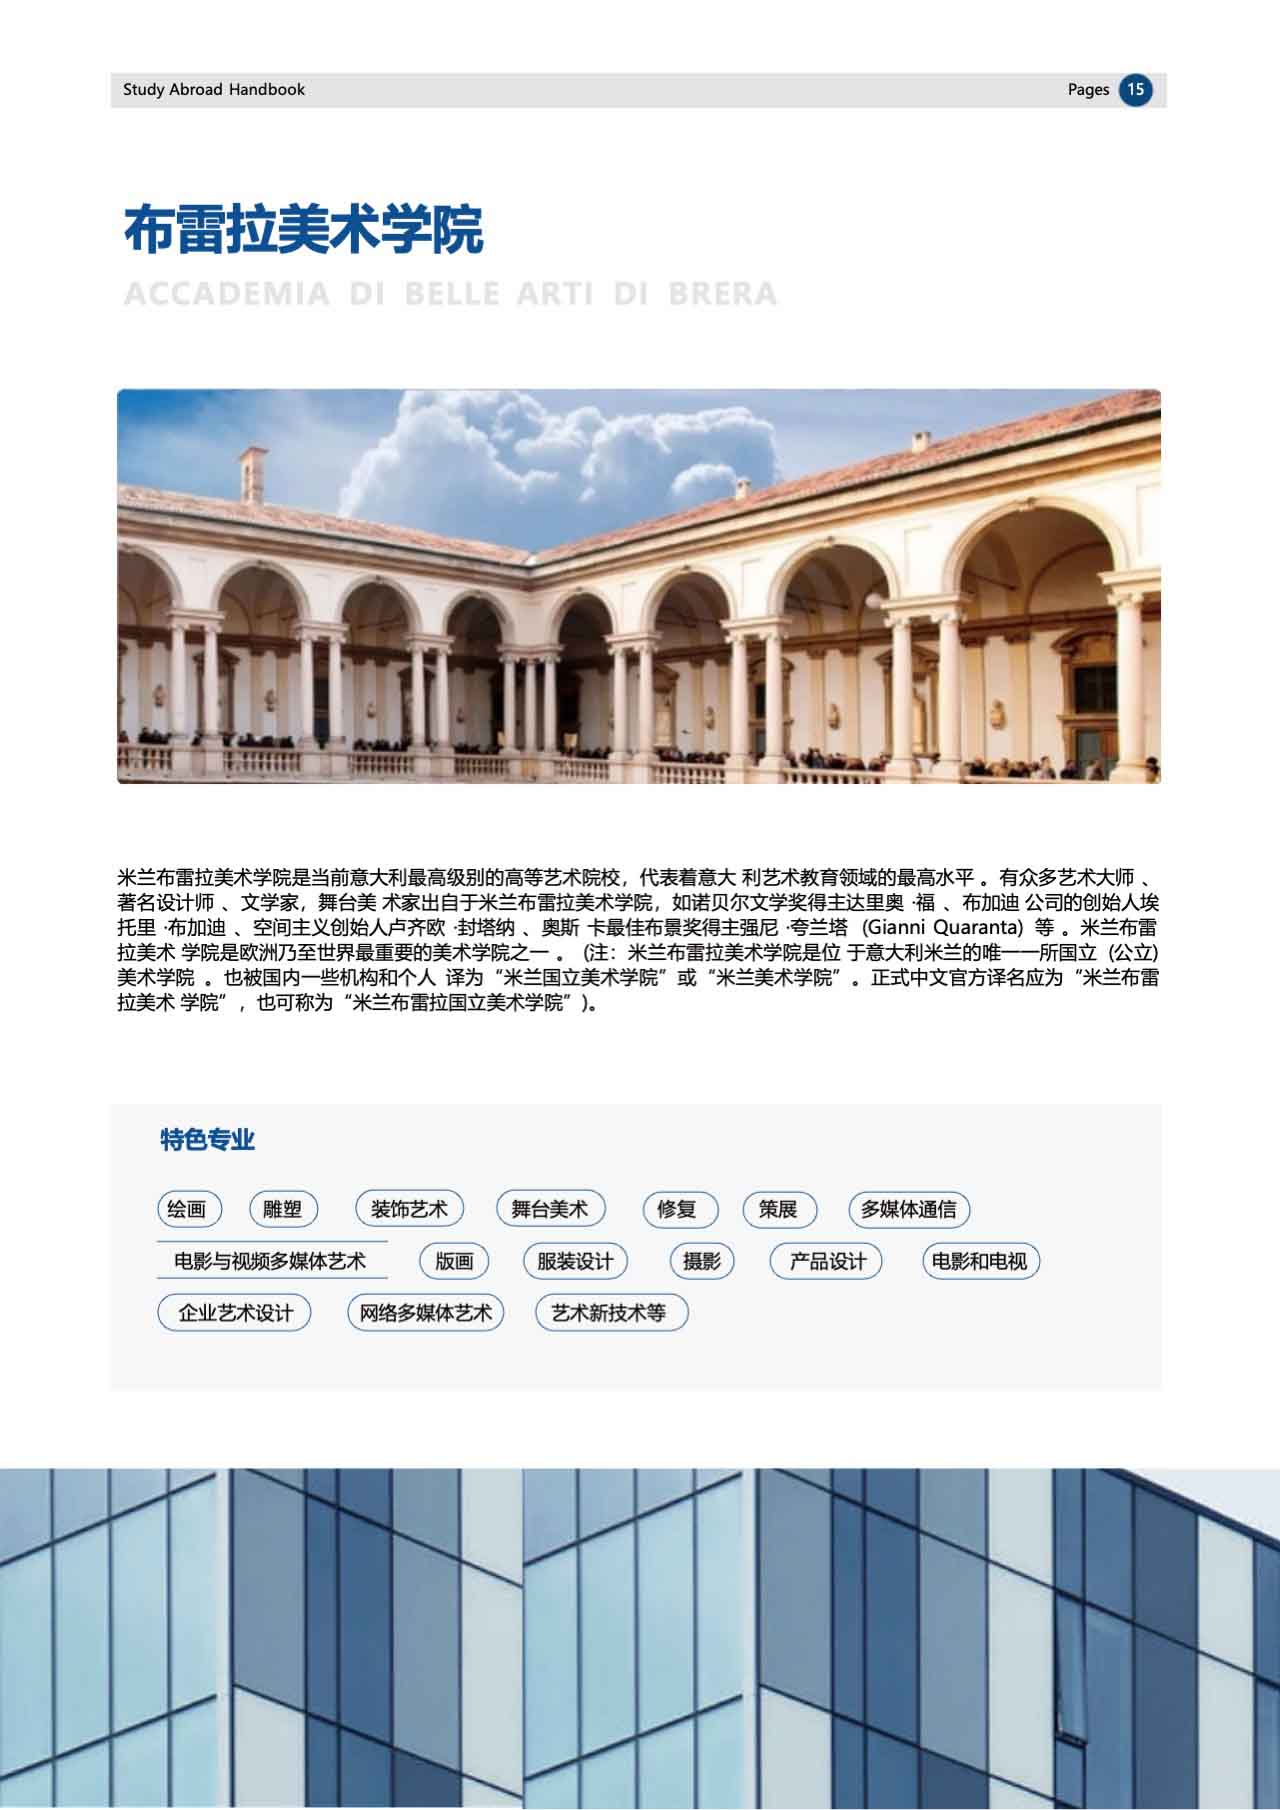 Study Abroad Handbook
Pages 15
布雷拉美术学院
ACCADEMIA DI BELLE ARTI DI BRERA
米兰布雷拉美术学院是当前意大利最高级别的高等艺术院校，代表着意大 利艺术教育领域的最高水平 。有众多艺术大师 、
著名设计师 、文学家，舞台美 术家出自于米兰布雷拉美术学院，如诺贝尔文学奖得主达里奥 ·福 、布加迪 公司的创始人埃
托里 ·布加迪 、空间主义创始人卢齐欧 ·封塔纳 、奥斯 卡最佳布景奖得主强尼 ·夸兰塔 (Gianni Quaranta) 等 。米兰布雷
拉美术 学院是欧洲乃至世界最重要的美术学院之一 。 (注：米兰布雷拉美术学院是位 于意大利米兰的唯一一所国立 (公立)
美术学院 。也被国内一些机构和个人 译为“米兰国立美术学院”或“米兰美术学院” 。正式中文官方译名应为“米兰布雷
拉美术 学院” ，也可称为“米兰布雷拉国立美术学院”)。
特色专业
绘画 雕塑 装饰艺术 舞台美术 修复 策展 多媒体通信
电影与视频多媒体艺术 版画 服装设计 摄影 产品设计 电影和电视
企业艺术设计 网络多媒体艺术 艺术新技术等